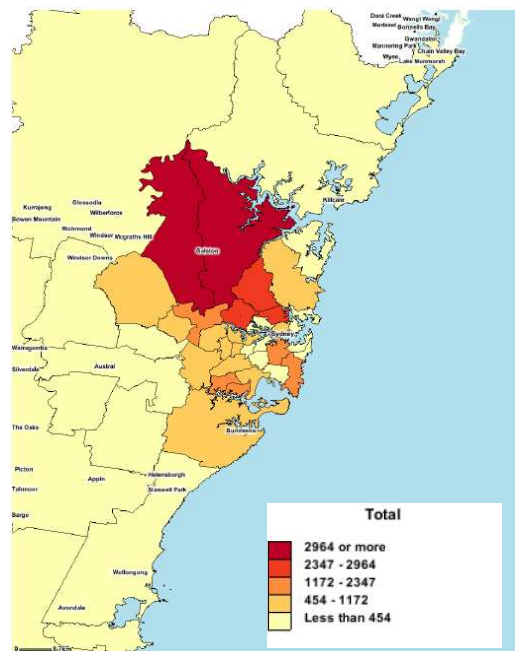 Dora Creek
Wangi Wangi
Morisset
Bonnells Bay
Gwandalan
Mannering Park
Chain Valley Bay
Wyee
Lake Munmorah
Killcare
Glossodia
Kurrajong
Wilberforce
Bowen Mountain
Richmond
Windsor
Mcgraths Hill
Galston
Windsor Downs
Sydney
Warragamba
Austral
Silverdale
The Oaks
Bundeena
Picton
Helensburgh
Appin
Tahmoor
Stanwell Park
Bargo
Wollongong
Avondale
Total
2964 or more
2347 - 2964
1172 - 2347
454 - 1172
Less than 454